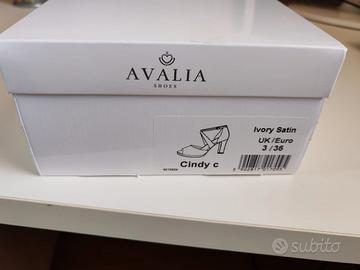 AVALIA
SHOES
Ivory Satin
UK/Euro
3 / 36
Cindy c
subito